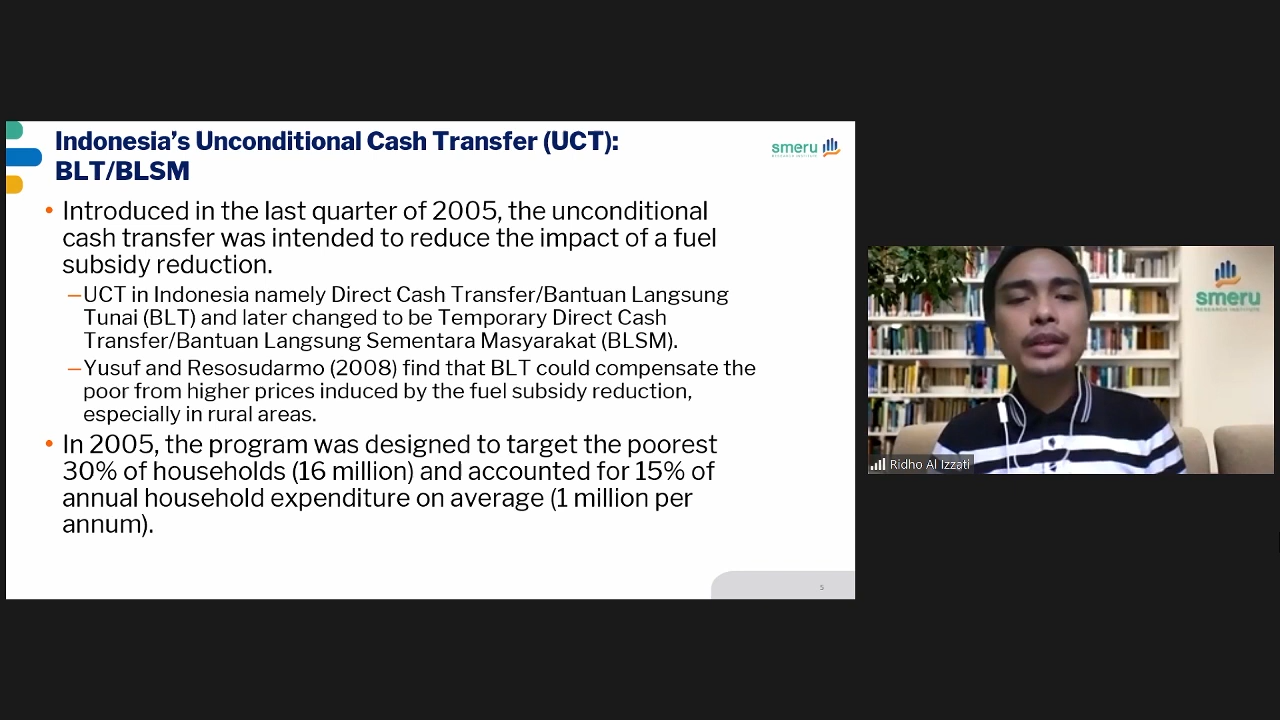 Indonesia's Unconditional Cash Transfer (UCT):
BLT/BLSM
smeru
RESEARCH INSTITUTE
• Introduced in the last quarter of 2005, the unconditional
cash transfer was intended to reduce the impact of a fuel
subsidy reduction.
–UCT in Indonesia namely Direct Cash Transfer/Bantuan Langsung
Tunai (BLT) and later changed to be Temporary Direct Cash
Transfer/Bantuan Langsung Sementara Masyarakat (BLSM).
–Yusuf and Resosudarmo (2008) find that BLT could compensate the
poor from higher prices induced by the fuel subsidy reduction,
especially in rural areas.
• In 2005, the program was designed to target the poorest
30% of households (16 million) and accounted for 15% of
annual household expenditure on average (1 million per
annum).
5
smeru
RESEARCH INSTITUTE
Ridho Al Izzati